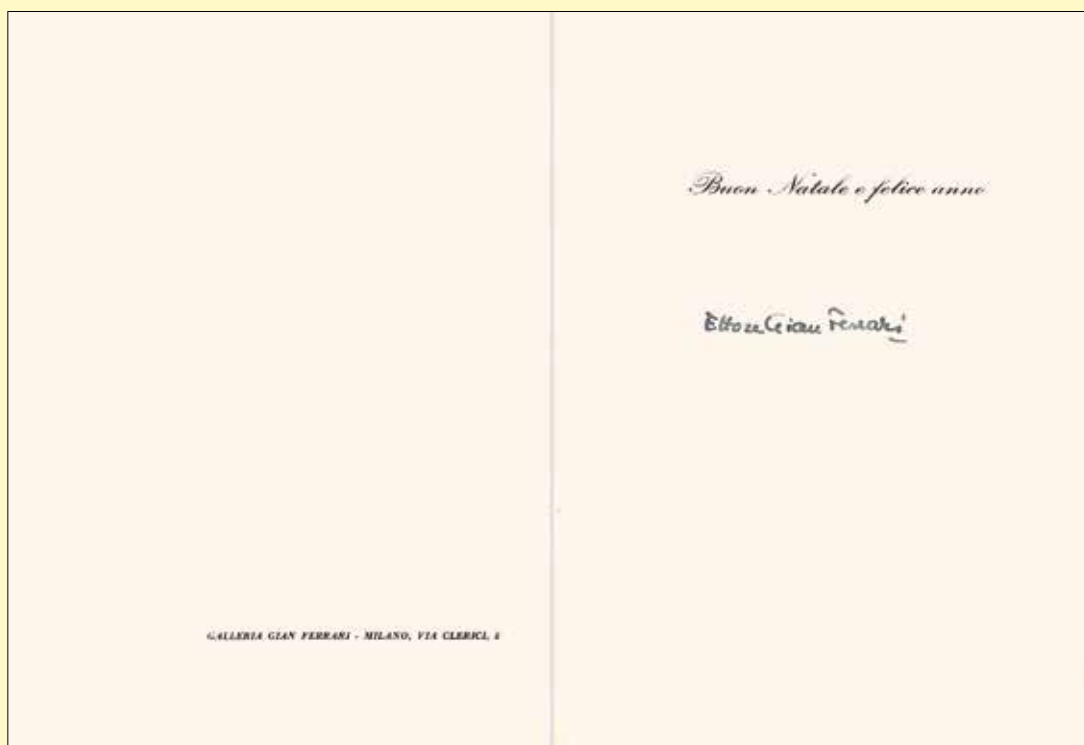 GALLERIA GIAN FERRARI - MILANO, VIA CLERICI,
Buon Natale e felice anno
Ettore Gian Ferrari